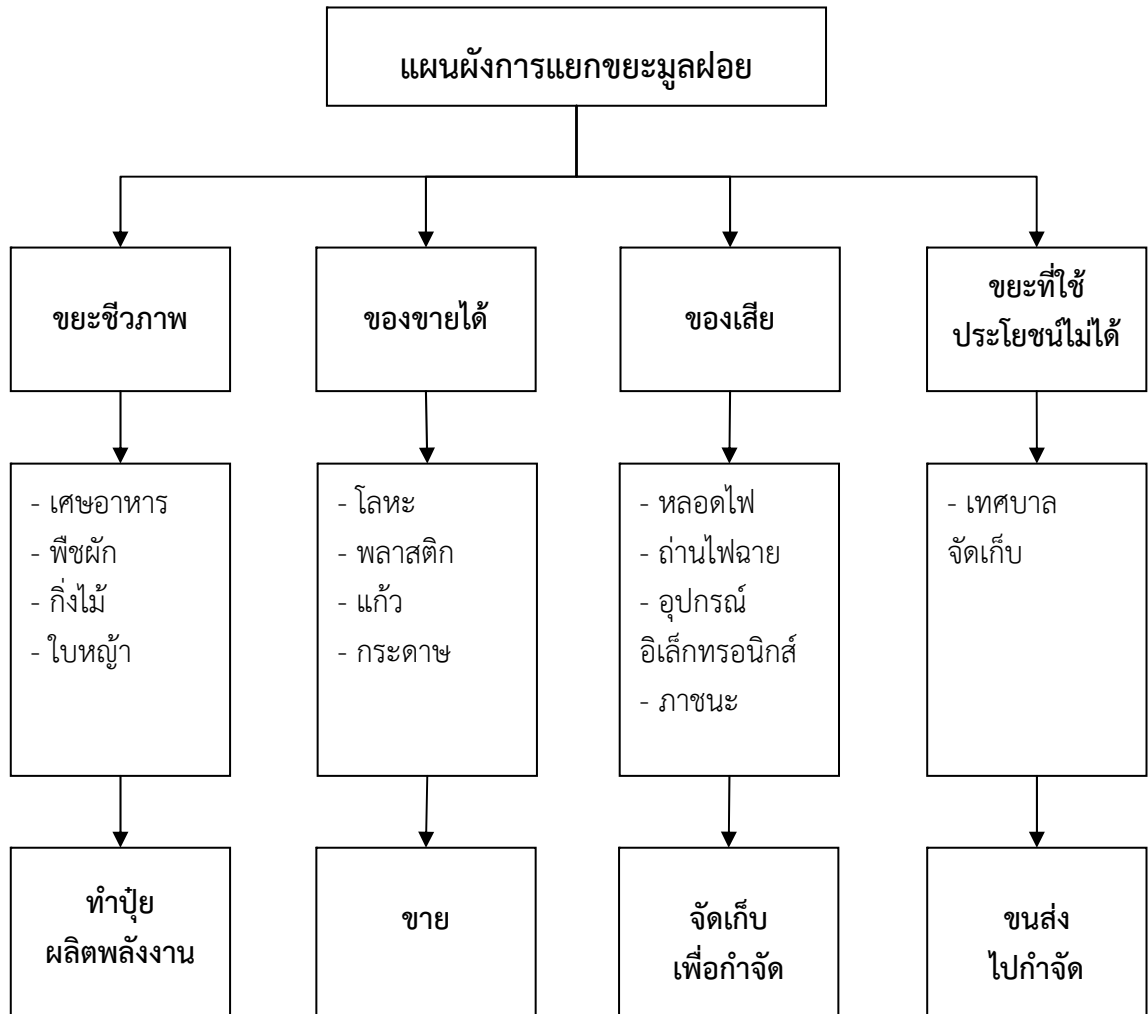 แผนผังการแยกขยะมูลฝอย
ขยะชีวภาพ
ของขายได้
ของเสีย
ขยะที่ใช้
ประโยชน์ไม่ได้
- เศษอาหาร
- พืชผัก
- กิ่งไม้
- ใบหญ้า
- โลหะ
- พลาสติก
- แก้ว
- กระดาษ
- หลอดไฟ
- ถ่านไฟฉาย
- อุปกรณ์
อิเล็กทรอนิกส์
- ภาชนะ
- เทศบาล
จัดเก็บ
ทำปุ๋ย
ผลิตพลังงาน
ขาย
จัดเก็บ
เพื่อกำจัด
ขนส่ง
ไปกำจัด